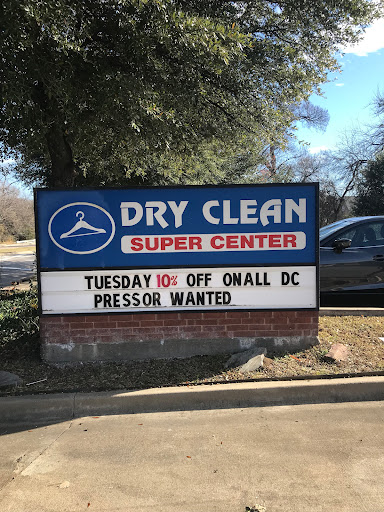 DRY CLEAN
SUPER CENTER
TUESDAY 10% OFF ONALL DC
PRESSOR WANTED